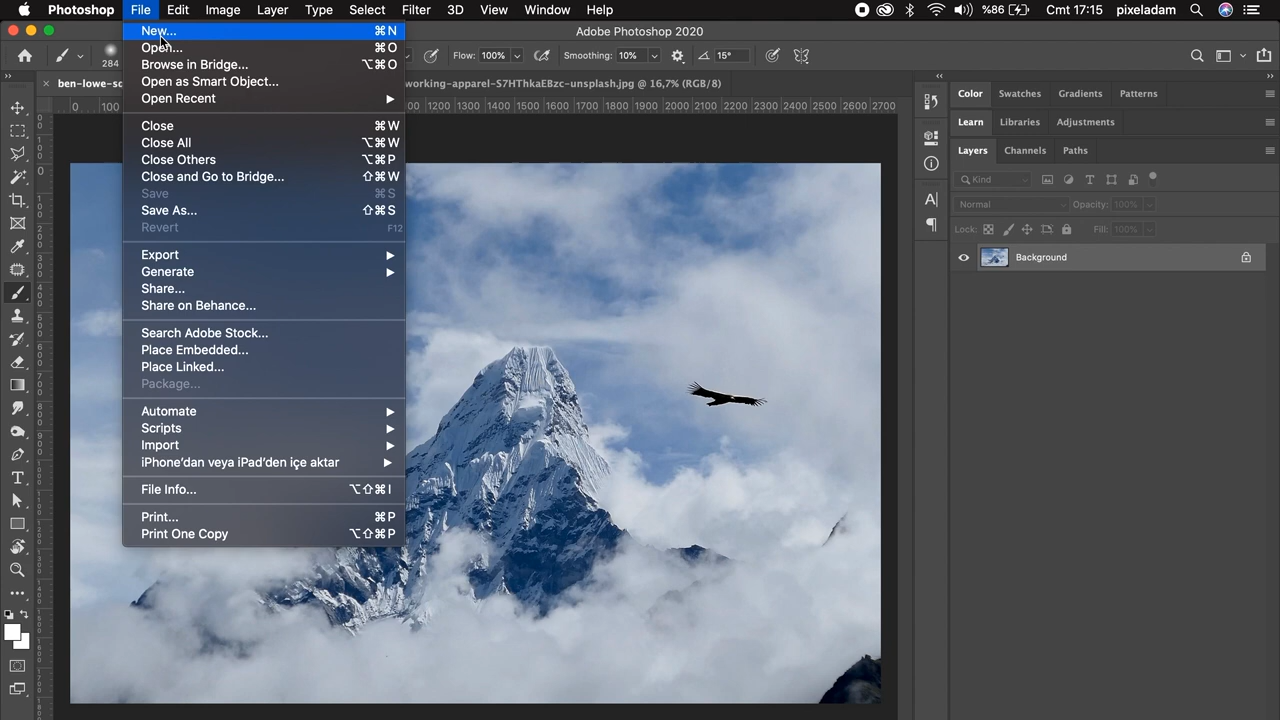 Photoshop File Edit Image Layer Type Select Filter 3D View Window Help %86 Cmt 17:15 pixeladam
Adobe Photoshop 2020
284 Flow: 100% Smoothing: 10% 15°
ben-lowe-sc working-apparel-S7HThkaEBzc-unsplash.jpg @ 16,7% (RGB/8)
0 100 1200 1300 1400 1500 1600 1700 1800 1900 2000 2100 2200 2300 2400 2500 2600 2700
New... ⌘N
Open... ⌘O
Browse in Bridge... ⌥⌘O
Open as Smart Object...
Open Recent ▶
Close ⌘W
Close All ⌥⌘W
Close Others ⌥⌘P
Close and Go to Bridge... ⇧⌘W
Save ⌘S
Save As... ⇧⌘S
Revert F12
Export ▶
Generate ▶
Share...
Share on Behance...
Search Adobe Stock...
Place Embedded...
Place Linked...
Package...
Automate ▶
Scripts ▶
Import ▶
iPhone'dan veya iPad'den içe aktar ▶
File Info... ⌥⇧⌘I
Print... ⌘P
Print One Copy ⌥⇧⌘P
Color Swatches Gradients Patterns
Learn Libraries Adjustments
Layers Channels Paths
Kind
Normal Opacity: 100%
Lock: Fill: 100%
Background